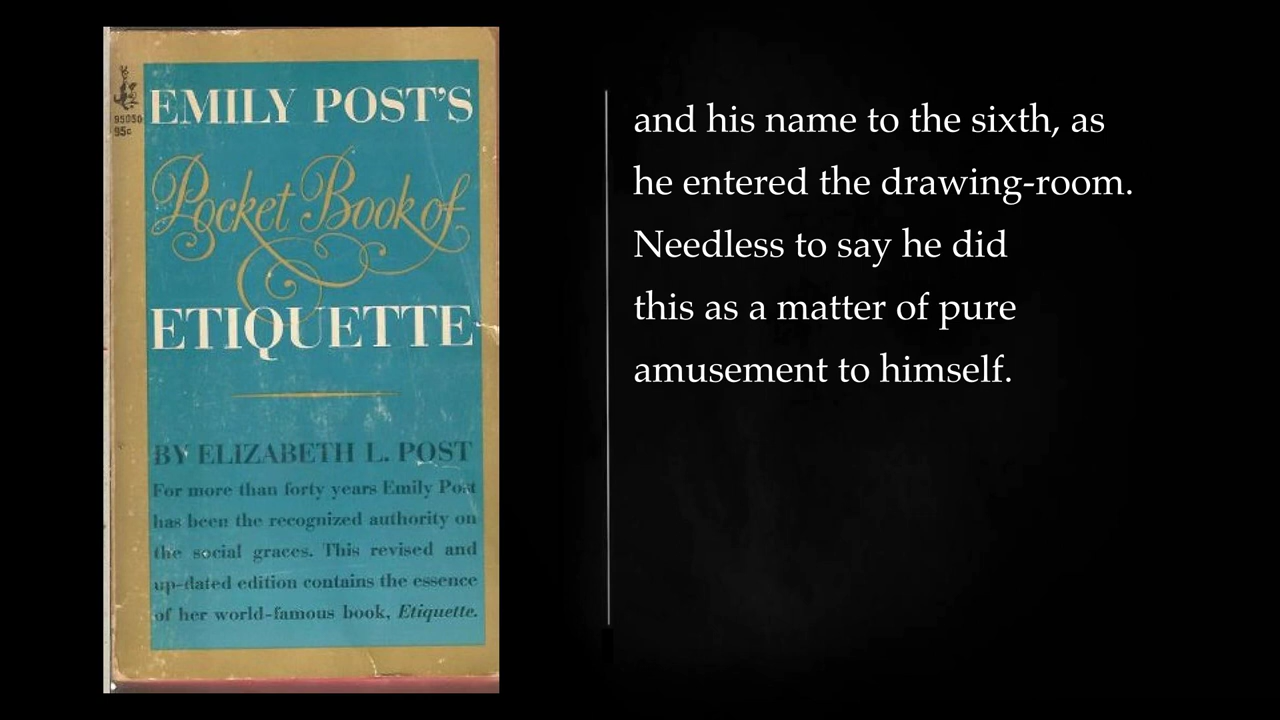 EMILY POST'S
Pocket Book of
ETIQUETTE
95050
95c
BY ELIZABETH L. POST
For more than forty years Emily Post
has been the recognized authority on
the social graces. This revised and
up-dated edition contains the essence
of her world-famous book, Etiquette.
and his name to the sixth, as
he entered the drawing-room.
Needless to say he did
this as a matter of pure
amusement to himself.